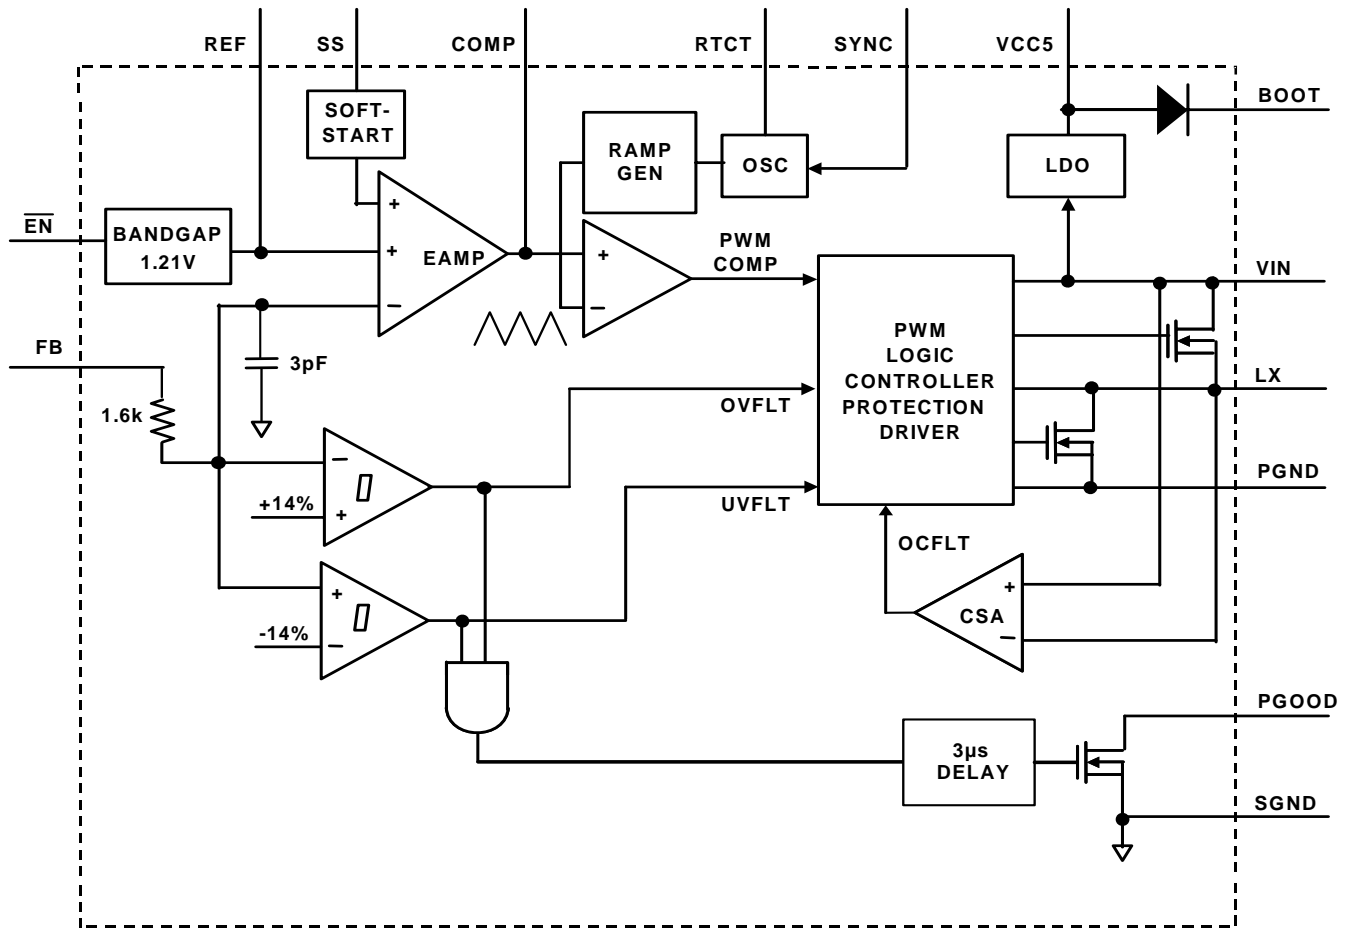 REF
SS
COMP
RTCT
SYNC
VCC5
BOOT
SOFT-
START
RAMP
GEN
OSC
LDO
EN
BANDGAP
1.21V
+
+
−
EAMP
+
−
PWM
COMP
VIN
FB
3pF
1.6k
PWM
LOGIC
CONTROLLER
PROTECTION
DRIVER
LX
OVFLT
−
+14%
+
UVFLT
PGND
OCFLT
+
-14%
−
+
CSA
−
PGOOD
3µs
DELAY
SGND